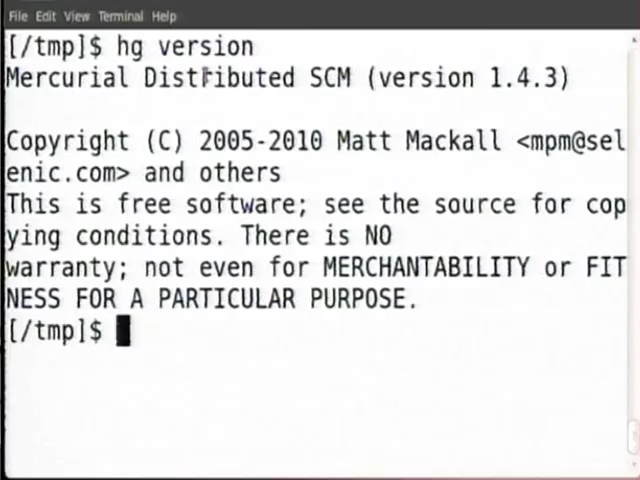 File Edit View Terminal Help
[/tmp]$ hg version
Mercurial Distributed SCM (version 1.4.3)
Copyright (C) 2005-2010 Matt Mackall <mpm@sel
enic.com> and others
This is free software; see the source for cop
ying conditions. There is NO
warranty; not even for MERCHANTABILITY or FIT
NESS FOR A PARTICULAR PURPOSE.
[/tmp]$